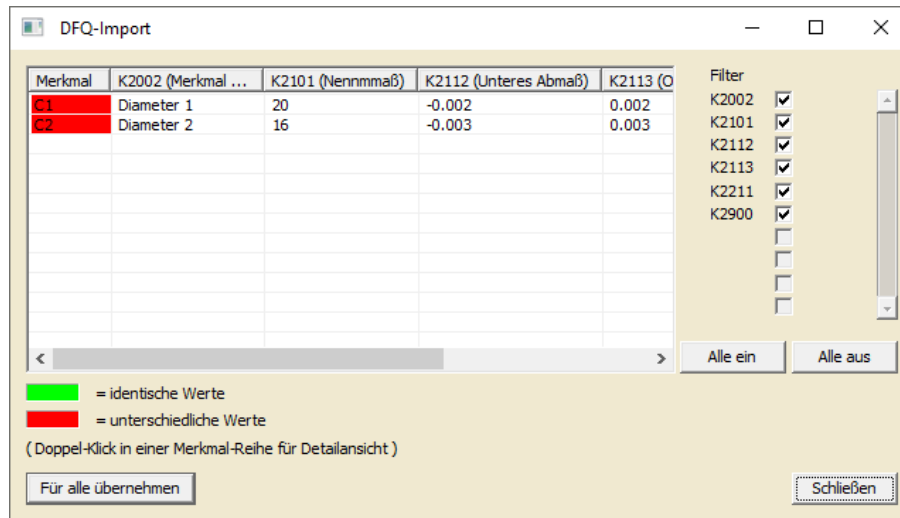 DFQ-Import
Merkmal K2002 (Merkmal ... K2101 (Nennmmaß) K2112 (Unteres Abmaß) K2113 (O
C1 Diameter 1 20 -0.002 0.002
C2 Diameter 2 16 -0.003 0.003
Filter
K2002
K2101
K2112
K2113
K2211
K2900
Alle ein Alle aus
= identische Werte
= unterschiedliche Werte
( Doppel-Klick in einer Merkmal-Reihe für Detailansicht )
Für alle übernehmen Schließen